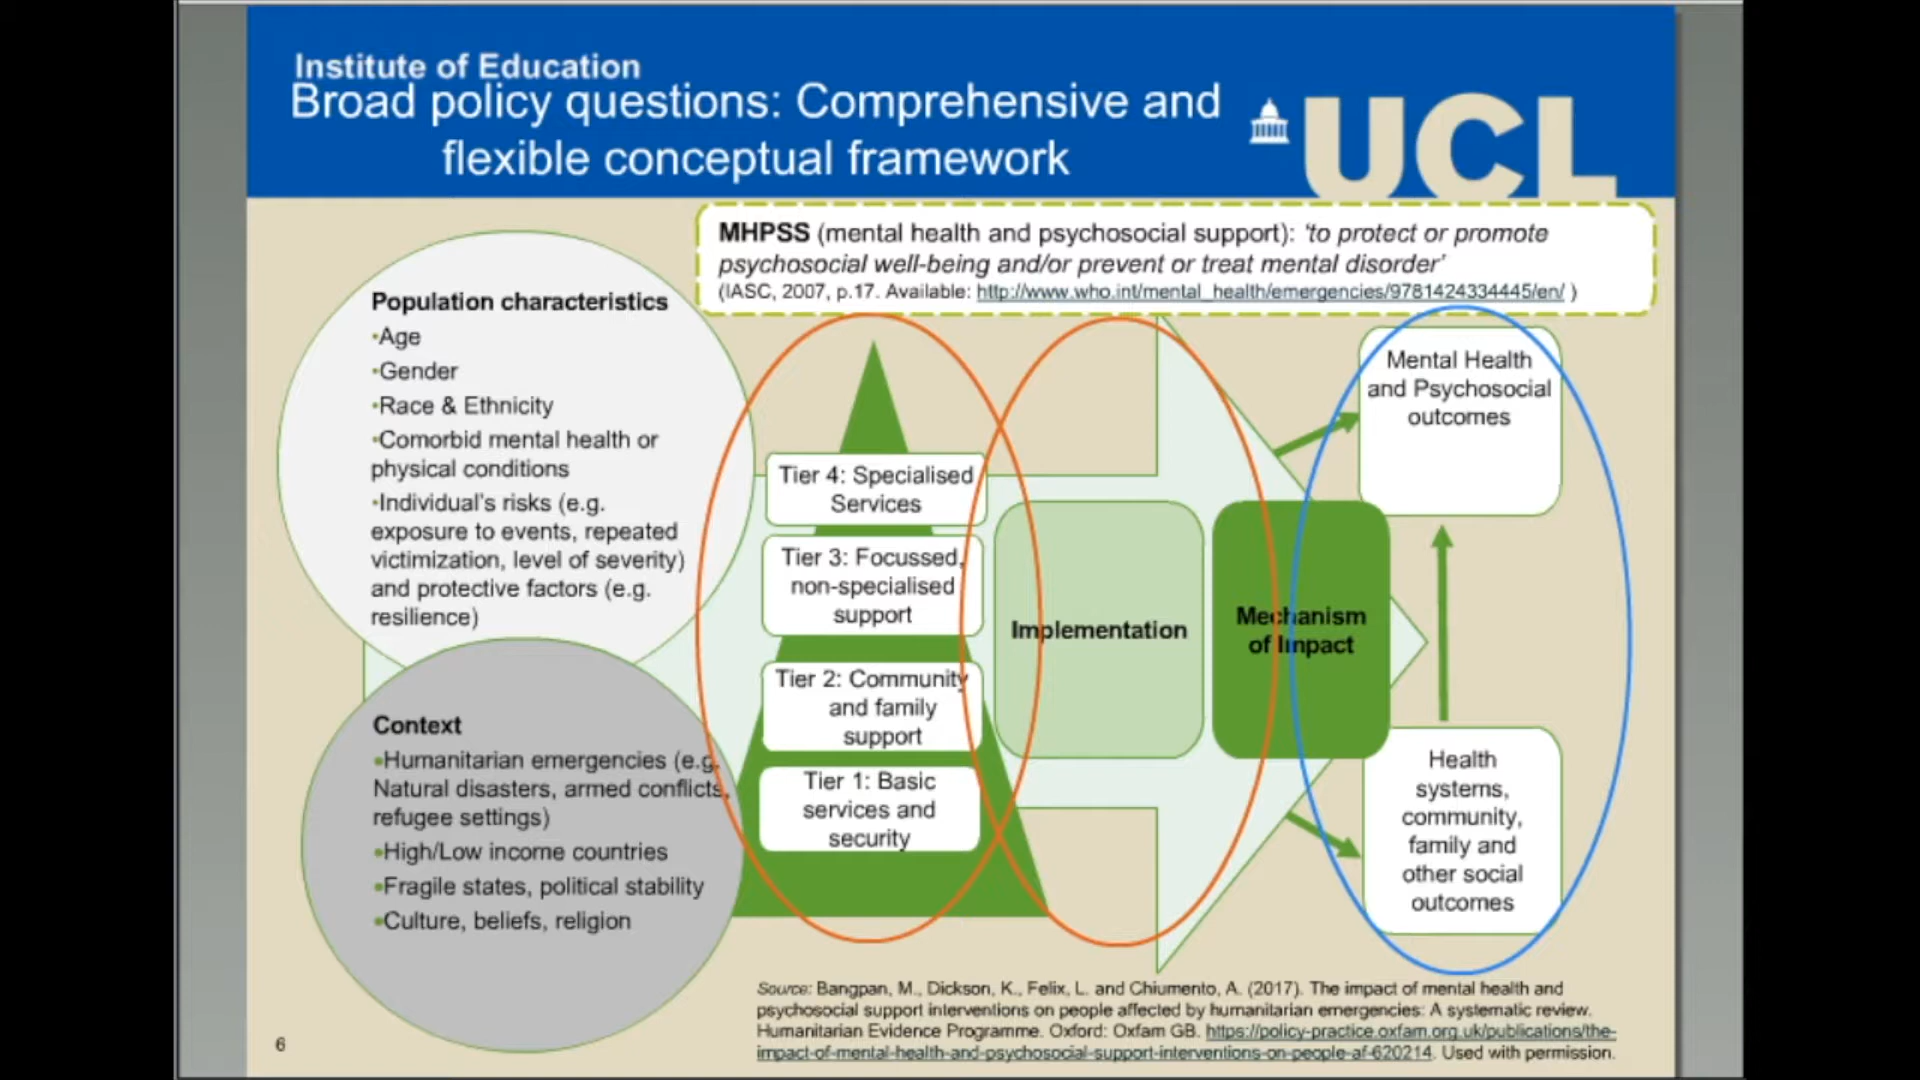 Institute of Education
Broad policy questions: Comprehensive and
flexible conceptual framework
UCL
MHPSS (mental health and psychosocial support): 'to protect or promote
psychosocial well-being and/or prevent or treat mental disorder'
(IASC, 2007, p.17. Available: http://www.who.int/mental_health/emergencies/9781424334445/en/ )
Population characteristics
•Age
•Gender
•Race & Ethnicity
•Comorbid mental health or
physical conditions
•Individual's risks (e.g.
exposure to events, repeated
victimization, level of severity)
and protective factors (e.g.
resilience)
Context
•Humanitarian emergencies (e.g.
Natural disasters, armed conflicts,
refugee settings)
•High/Low income countries
•Fragile states, political stability
•Culture, beliefs, religion
Tier 4: Specialised
Services
Tier 3: Focussed,
non-specialised
support
Tier 2: Community
and family
support
Tier 1: Basic
services and
security
Implementation
Mechanism
of Impact
Mental Health
and Psychosocial
outcomes
Health
systems,
community,
family and
other social
outcomes
Source: Bangpan, M., Dickson, K., Felix, L. and Chiumento, A. (2017). The impact of mental health and
psychosocial support interventions on people affected by humanitarian emergencies: A systematic review.
Humanitarian Evidence Programme. Oxford: Oxfam GB. https://policy-practice.oxfam.org.uk/publications/the-
impact-of-mental-health-and-psychosocial-support-interventions-on-people-af-620214. Used with permission.
6